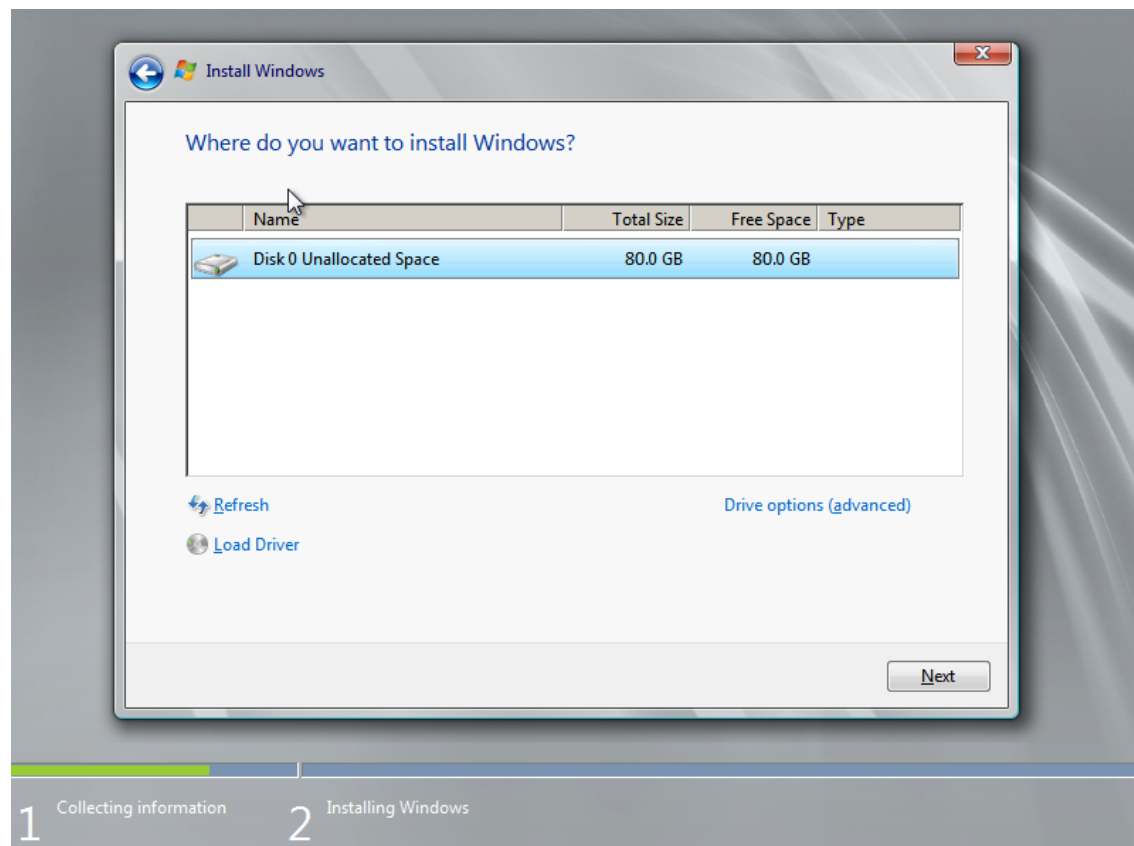 Install Windows
Where do you want to install Windows?
Name Total Size Free Space Type
Disk 0 Unallocated Space 80.0 GB 80.0 GB
Refresh Drive options (advanced)
Load Driver
Next
1 Collecting information 2 Installing Windows